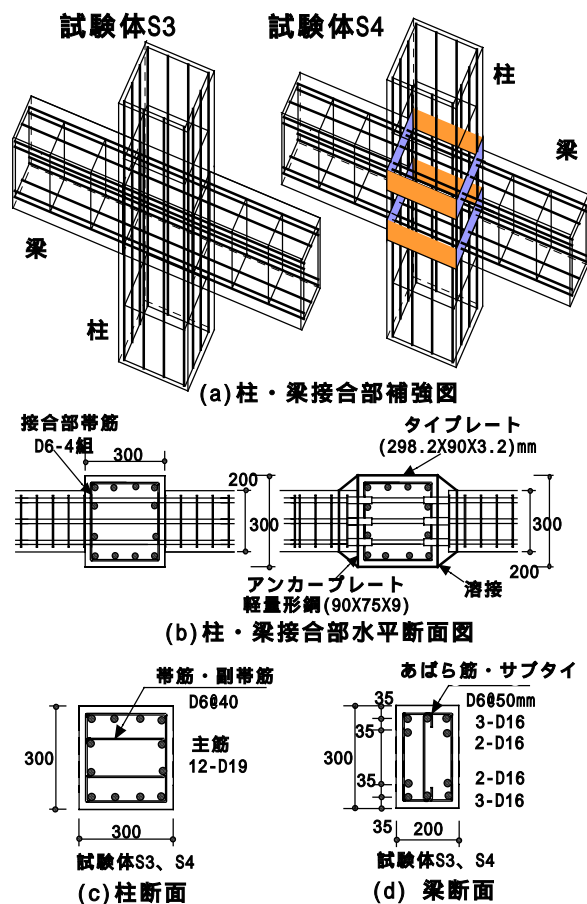 試験体S3
試験体S4
柱
梁
梁
柱
(a)柱・梁接合部補強図
接合部帯筋
D6-4組
300
200
300
タイプレート
(298.2X90X3.2)mm
300
200
アンカープレート
軽量形鋼(90X75X9)
溶接
(b)柱・梁接合部水平断面図
帯筋・副帯筋
D6@40
主筋
12-D19
300
300
試験体S3、S4
(c)柱断面
あばら筋・サブタイ
D6@50mm
35
3-D16
2-D16
300
35
2-D16
3-D16
35
200
試験体S3、S4
(d) 梁断面